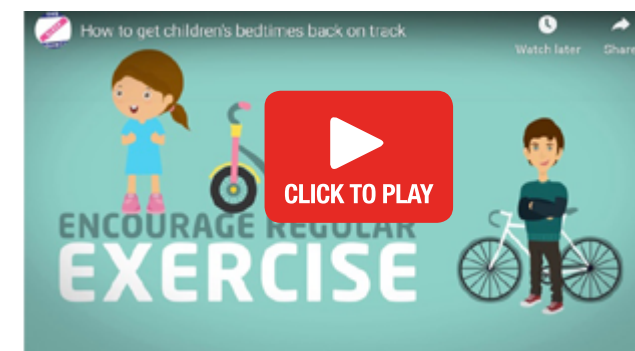 How to get children's bedtimes back on track
Watch later
Share
CLICK TO PLAY
ENCOURAGE REGULAR
EXERCISE